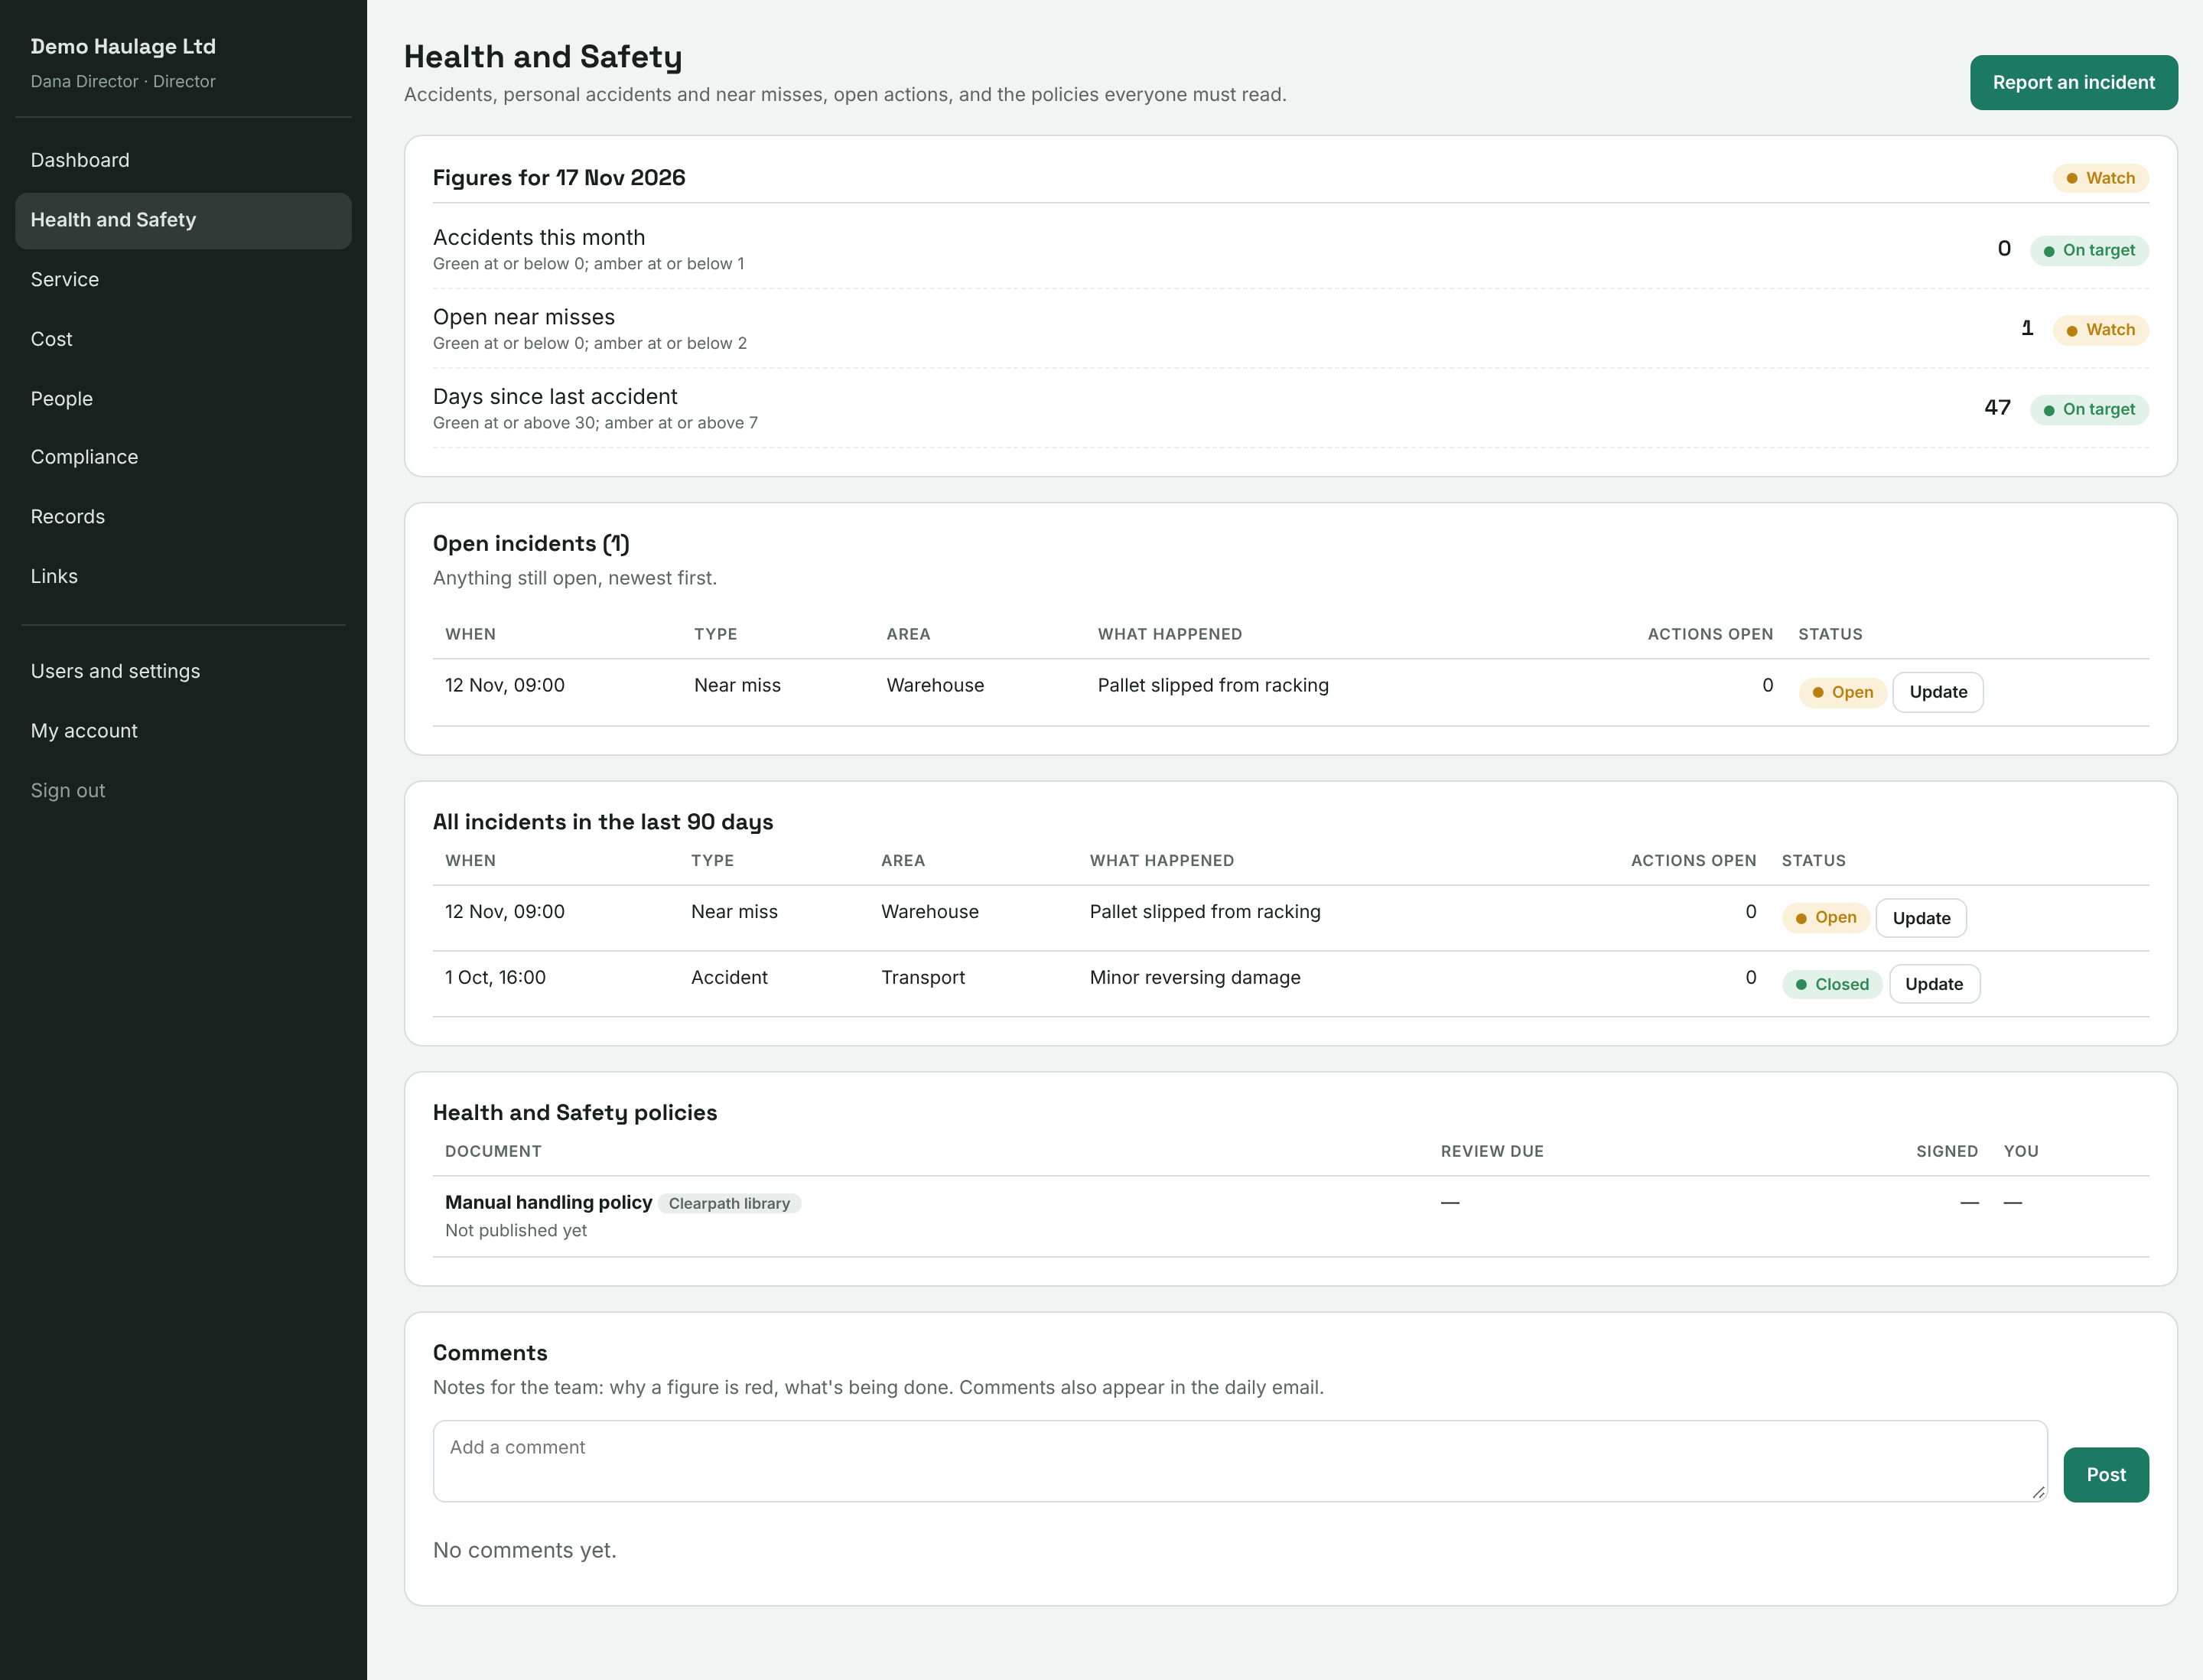 Demo Haulage Ltd
Dana Director · Director
Dashboard
Health and Safety
Service
Cost
People
Compliance
Records
Links
Users and settings
My account
Sign out
Health and Safety
Accidents, personal accidents and near misses, open actions, and the policies everyone must read.
Report an incident
Figures for 17 Nov 2026
Watch
Accidents this month
Green at or below 0; amber at or below 1
0 On target
Open near misses
Green at or below 0; amber at or below 2
1 Watch
Days since last accident
Green at or above 30; amber at or above 7
47 On target
Open incidents (1)
Anything still open, newest first.
WHEN TYPE AREA WHAT HAPPENED ACTIONS OPEN STATUS
12 Nov, 09:00 Near miss Warehouse Pallet slipped from racking 0 Open Update
All incidents in the last 90 days
WHEN TYPE AREA WHAT HAPPENED ACTIONS OPEN STATUS
12 Nov, 09:00 Near miss Warehouse Pallet slipped from racking 0 Open Update
1 Oct, 16:00 Accident Transport Minor reversing damage 0 Closed Update
Health and Safety policies
DOCUMENT REVIEW DUE SIGNED YOU
Manual handling policy Clearpath library — — —
Not published yet
Comments
Notes for the team: why a figure is red, what's being done. Comments also appear in the daily email.
Add a comment
Post
No comments yet.